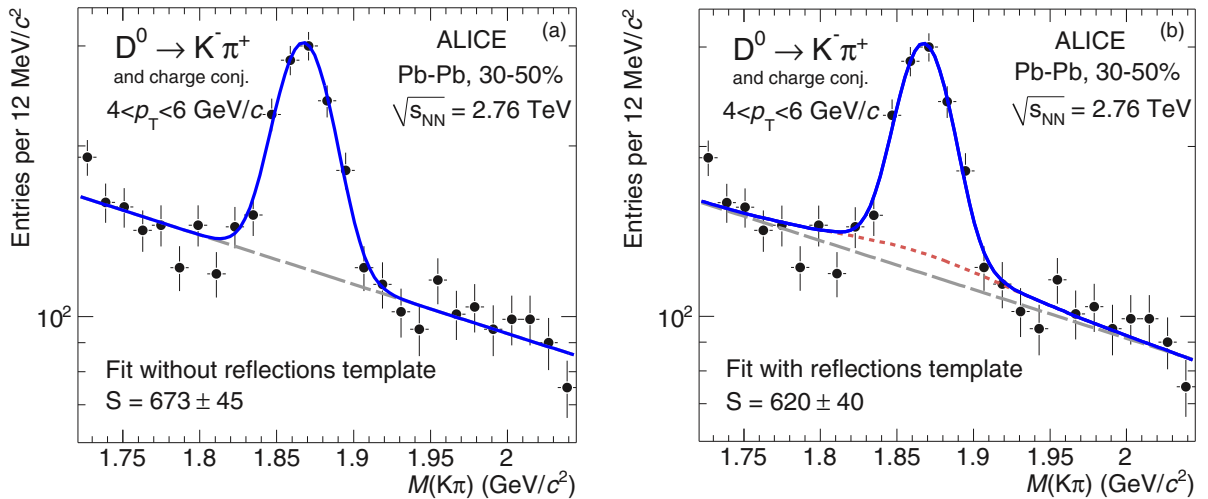 (a)
D⁰ → K⁻π⁺
and charge conj.
4<p_T<6 GeV/c
ALICE
Pb-Pb, 30-50%
√s_NN = 2.76 TeV
Entries per 12 MeV/c²
10²
Fit without reflections template
S = 673 ± 45
1.75 1.8 1.85 1.9 1.95 2
M(Kπ) (GeV/c²)
(b)
D⁰ → K⁻π⁺
and charge conj.
4<p_T<6 GeV/c
ALICE
Pb-Pb, 30-50%
√s_NN = 2.76 TeV
Entries per 12 MeV/c²
10²
Fit with reflections template
S = 620 ± 40
1.75 1.8 1.85 1.9 1.95 2
M(Kπ) (GeV/c²)